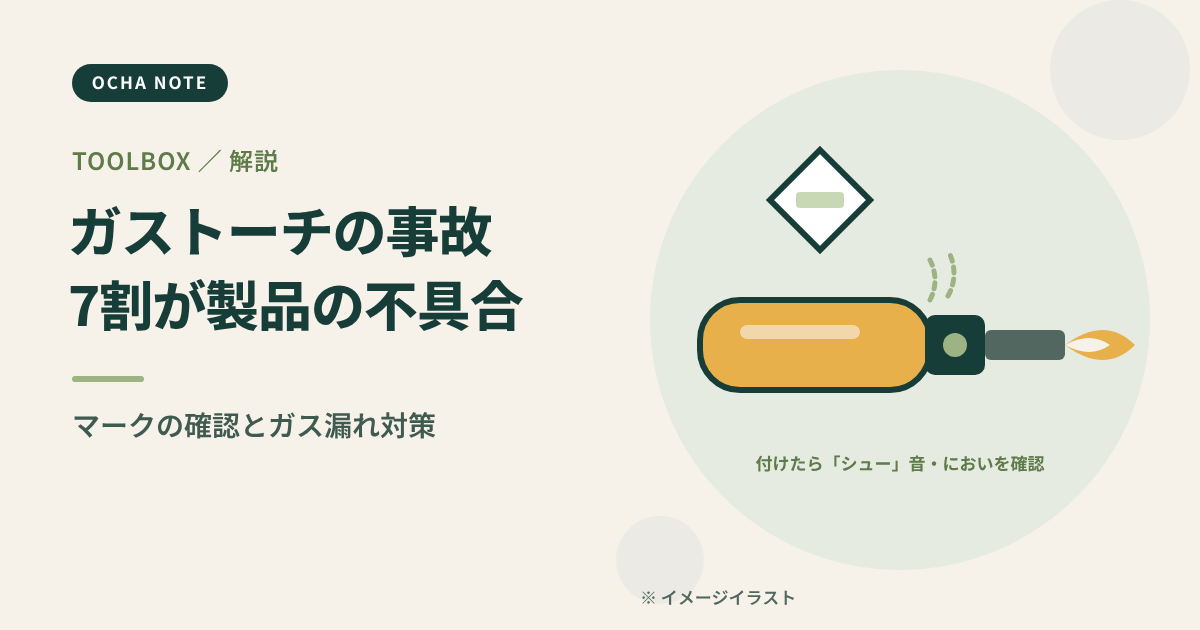 OCHA NOTE
TOOLBOX ／ 解説
ガストーチの事故
7割が製品の不具合
マークの確認とガス漏れ対策
付けたら「シュー」音・においを確認
※ イメージイラスト